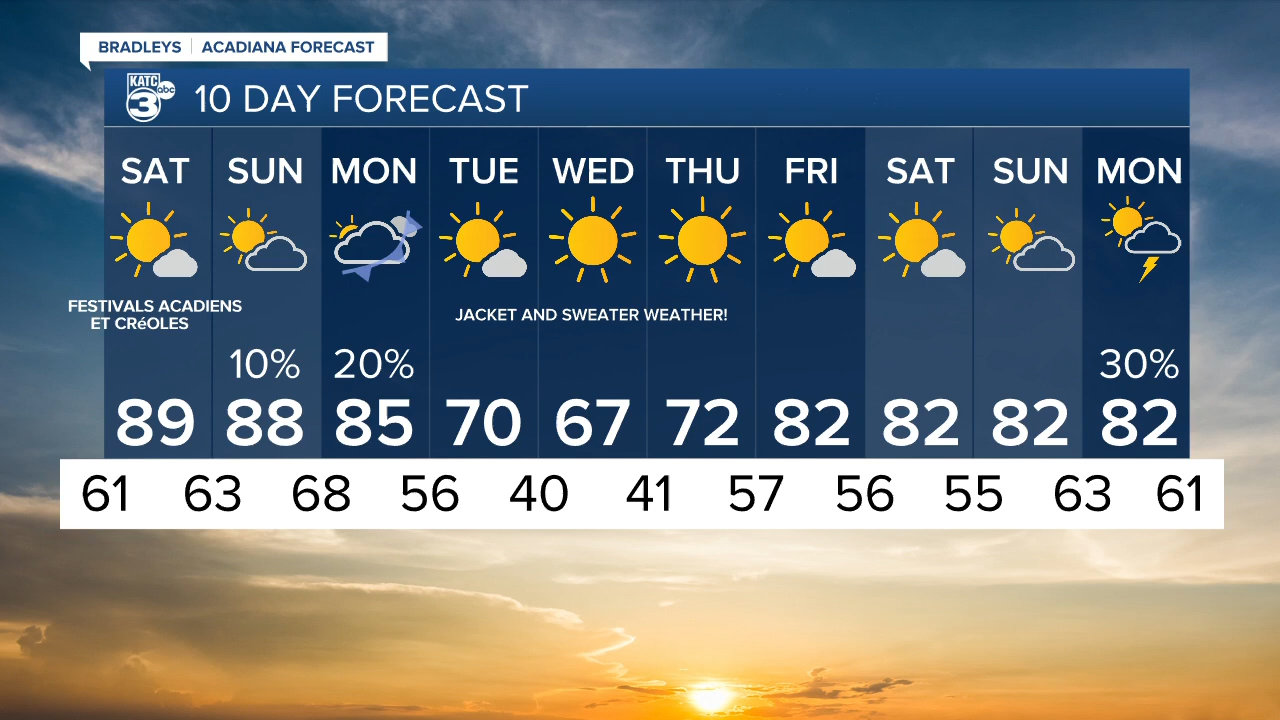 BRADLEYS | ACADIANA FORECAST
KATC abc
3
10 DAY FORECAST
SAT SUN MON TUE WED THU FRI SAT SUN MON
FESTIVALS ACADIENS
ET CRéOLES
JACKET AND SWEATER WEATHER!
10% 20% 30%
89 88 85 70 67 72 82 82 82 82
61 63 68 56 40 41 57 56 55 63 61